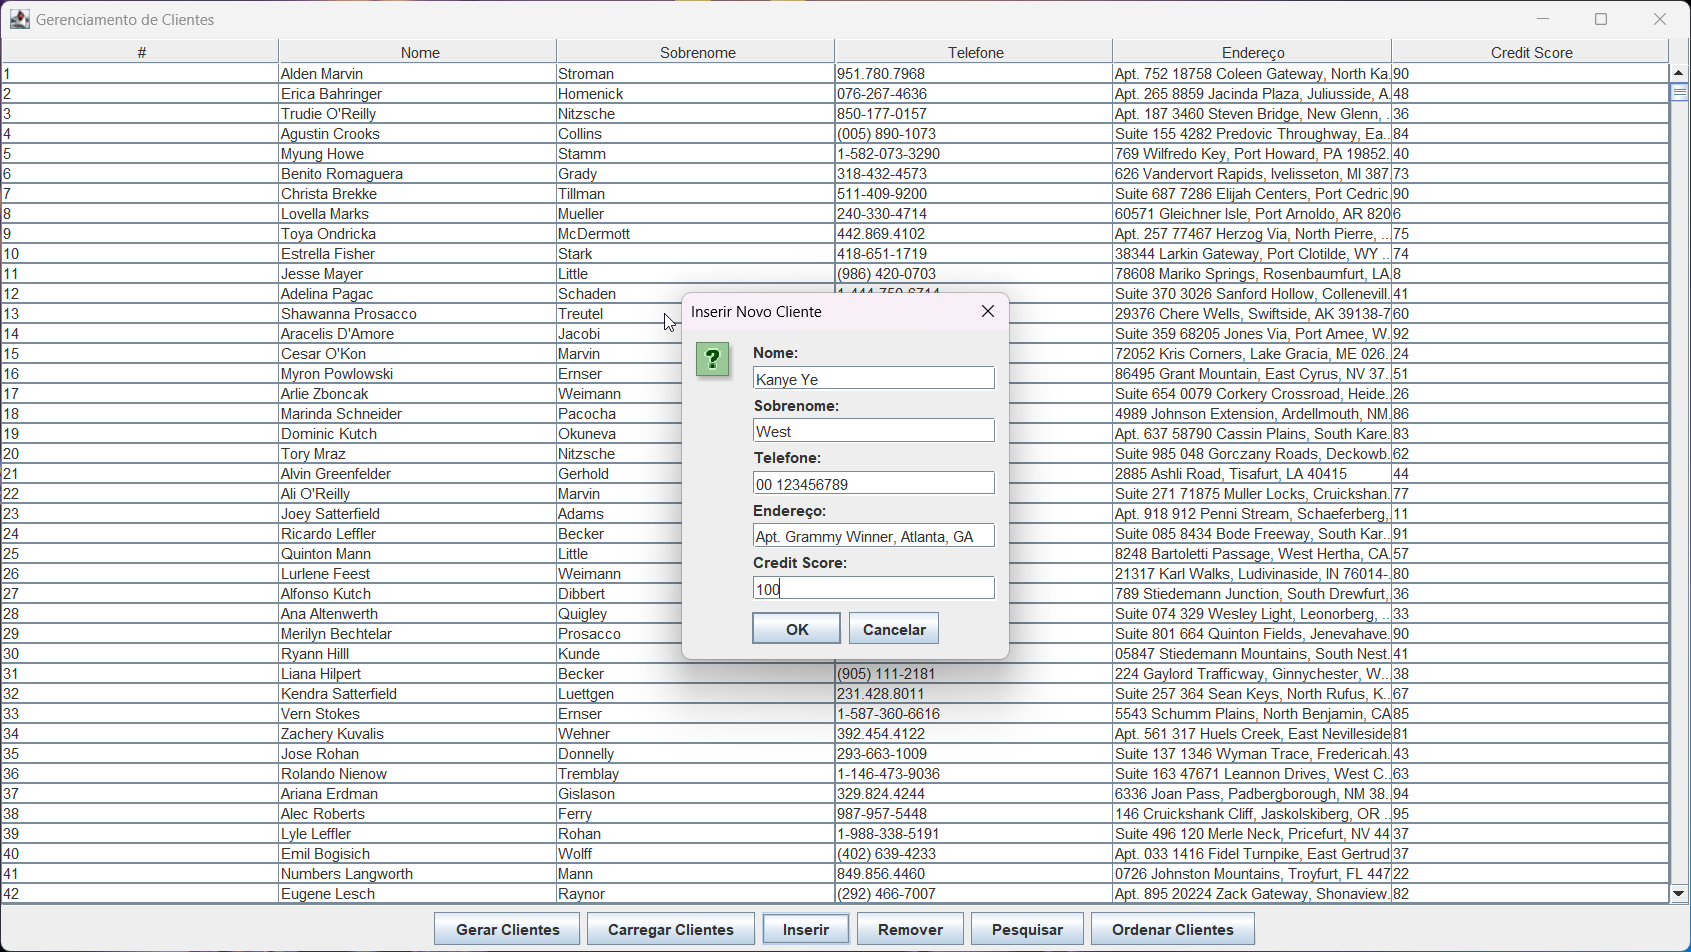 Gerenciamento de Clientes
# Nome Sobrenome Telefone Endereço Credit Score
1 Alden Marvin Stroman 951.780.7968 Apt. 752 18758 Coleen Gateway, North Ka. 90
2 Erica Bahringer Homenick 076-267-4636 Apt. 265 8859 Jacinda Plaza, Juliusside, A. 48
3 Trudie O'Reilly Nitzsche 850-177-0157 Apt. 187 3460 Steven Bridge, New Glenn, .. 36
4 Agustin Crooks Collins (005) 890-1073 Suite 155 4282 Predovic Throughway, Ea... 84
5 Myung Howe Stamm 1-582-073-3290 769 Wilfredo Key, Port Howard, PA 19852. 40
6 Benito Romaguera Grady 318-432-4573 626 Vandervort Rapids, Ivelisseton, MI 387. 73
7 Christa Brekke Tillman 511-409-9200 Suite 687 7286 Elijah Centers, Port Cedric. 90
8 Lovella Marks Mueller 240-330-4714 60571 Gleichner Isle, Port Arnoldo, AR 820 6
9 Toya Ondricka McDermott 442.869.4102 Apt. 257 77467 Herzog Via, North Pierre, ... 75
10 Estrella Fisher Stark 418-651-1719 38344 Larkin Gateway, Port Clotilde, WY ... 74
11 Jesse Mayer Little (986) 420-0703 78608 Mariko Springs, Rosenbaumfurt, LA 8
12 Adelina Pagac Schaden 1-444-750-6714 Suite 370 3026 Sanford Hollow, Collenevill. 41
13 Shawanna Prosacco Treutel 29376 Chere Wells, Swiftside, AK 39138-7 60
14 Aracelis D'Amore Jacobi Suite 359 68205 Jones Via, Port Amee, W. 92
15 Cesar O'Kon Marvin 72052 Kris Corners, Lake Gracia, ME 026.. 24
16 Myron Powlowski Ernser 86495 Grant Mountain, East Cyrus, NV 37.. 51
17 Arlie Zboncak Weimann Suite 654 0079 Corkery Crossroad, Heide.. 26
18 Marinda Schneider Pacocha 4989 Johnson Extension, Ardellmouth, NM. 86
19 Dominic Kutch Okuneva Apt. 637 58790 Cassin Plains, South Kare. 83
20 Tory Mraz Nitzsche Suite 985 048 Gorczany Roads, Deckowb. 62
21 Alvin Greenfelder Gerhold 2885 Ashli Road, Tisafurt, LA 40415 44
22 Ali O'Reilly Marvin Suite 271 71875 Muller Locks, Cruickshan. 77
23 Joey Satterfield Adams Apt. 918 912 Penni Stream, Schaeferberg, 11
24 Ricardo Leffler Becker Suite 085 8434 Bode Freeway, South Kar.. 91
25 Quinton Mann Little 8248 Bartoletti Passage, West Hertha, CA. 57
26 Lurlene Feest Weimann 21317 Karl Walks, Ludivinaside, IN 76014-. 80
27 Alfonso Kutch Dibbert 789 Stiedemann Junction, South Drewfurt,. 36
28 Ana Altenwerth Quigley Suite 074 329 Wesley Light, Leonorberg, .. 33
29 Merilyn Bechtelar Prosacco Suite 801 664 Quinton Fields, Jenevahave. 90
30 Ryann Hilll Kunde 05847 Stiedemann Mountains, South Nest. 41
31 Liana Hilpert Becker (905) 111-2181 224 Gaylord Trafficway, Ginnychester, W... 38
32 Kendra Satterfield Luettgen 231.428.8011 Suite 257 364 Sean Keys, North Rufus, K.. 67
33 Vern Stokes Ernser 1-587-360-6616 5543 Schumm Plains, North Benjamin, CA 85
34 Zachery Kuvalis Wehner 392.454.4122 Apt. 561 317 Huels Creek, East Nevilleside 81
35 Jose Rohan Donnelly 293-663-1009 Suite 137 1346 Wyman Trace, Fredericah. 43
36 Rolando Nienow Tremblay 1-146-473-9036 Suite 163 47671 Leannon Drives, West C.. 63
37 Ariana Erdman Gislason 329.824.4244 6336 Joan Pass, Padbergborough, NM 38.. 94
38 Alec Roberts Ferry 987-957-5448 146 Cruickshank Cliff, Jaskolskiberg, OR .. 95
39 Lyle Leffler Rohan 1-988-338-5191 Suite 496 120 Merle Neck, Pricefurt, NV 44 37
40 Emil Bogisich Wolff (402) 639-4233 Apt. 033 1416 Fidel Turnpike, East Gertrud 37
41 Numbers Langworth Mann 849.856.4460 0726 Johnston Mountains, Troyfurt, FL 447 22
42 Eugene Lesch Raynor (292) 466-7007 Apt. 895 20224 Zack Gateway, Shonaview. 82
Inserir Novo Cliente
?
Nome:
Kanye Ye
Sobrenome:
West
Telefone:
00 123456789
Endereço:
Apt. Grammy Winner, Atlanta, GA
Credit Score:
100
OK Cancelar
Gerar Clientes Carregar Clientes Inserir Remover Pesquisar Ordenar Clientes